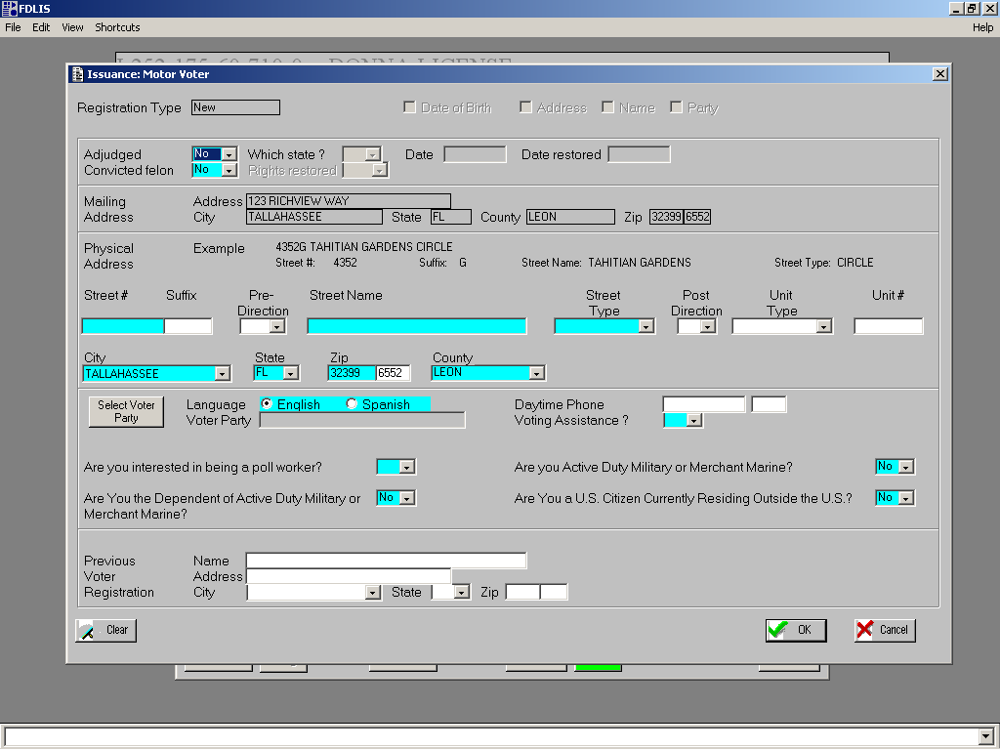 FDLIS
File Edit View Shortcuts Help
DONNA LICENSE
Issuance: Motor Voter
Registration Type New Date of Birth Address Name Party
Adjudged No Which state ? Date Date restored
Convicted felon No Rights restored
Mailing Address 123 RICHVIEW WAY
Address City TALLAHASSEE State FL County LEON Zip 32399 6552
Physical Example 4352G TAHITIAN GARDENS CIRCLE
Address Street #: 4352 Suffix: G Street Name: TAHITIAN GARDENS Street Type: CIRCLE
Street # Suffix Pre- Street Name Street Post Unit Unit #
Direction Type Direction Type
City State Zip County
TALLAHASSEE FL 32399 6552 LEON
Select Voter Language English Spanish Daytime Phone
Party Voter Party Voting Assistance ?
Are you interested in being a poll worker? Are you Active Duty Military or Merchant Marine? No
Are You the Dependent of Active Duty Military or No Are You a U.S. Citizen Currently Residing Outside the U.S.? No
Merchant Marine?
Previous Name
Voter Address
Registration City State Zip
Clear OK Cancel